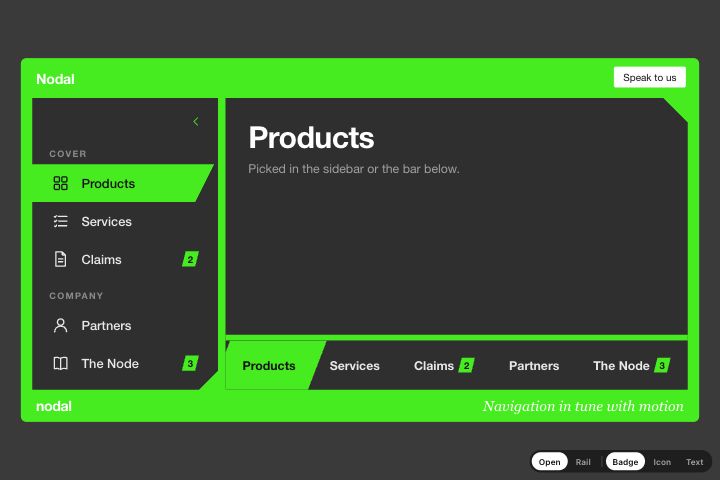 Nodal
Speak to us
COVER
Products
Services
Claims 2
COMPANY
Partners
The Node 3
Products
Picked in the sidebar or the bar below.
Products Services Claims 2 Partners The Node 3
nodal
Navigation in tune with motion
Open Rail Badge Icon Text